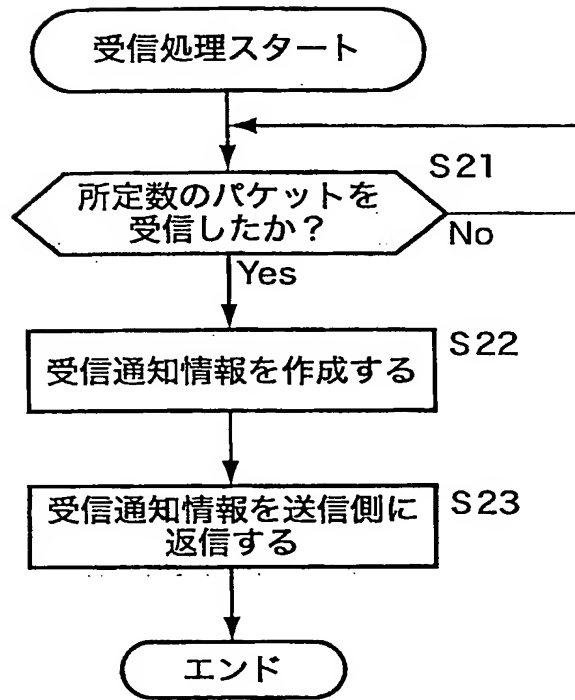 受信処理スタート
S21
所定数のパケットを
受信したか？
No
Yes
S22
受信通知情報を作成する
S23
受信通知情報を送信側に
返信する
エンド